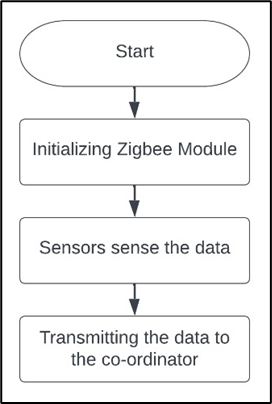 Start
Initializing Zigbee Module
Sensors sense the data
Transmitting the data to
the co-ordinator